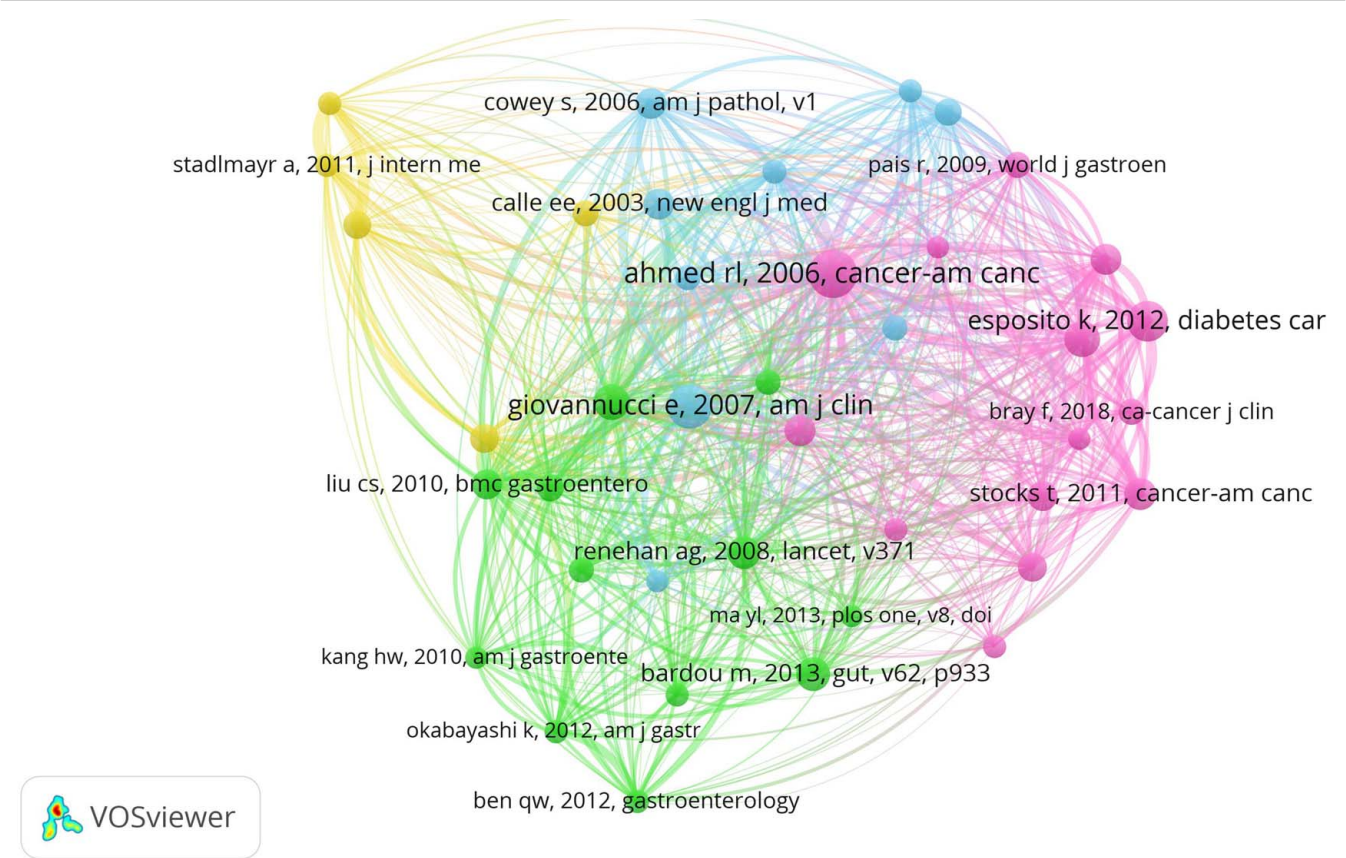 cowey s, 2006, am j pathol, v1
stadlmayr a, 2011, j intern me
pais r, 2009, world j gastroen
calle ee, 2003, new engl j med
ahmed rl, 2006, cancer-am canc
esposito k, 2012, diabetes car
giovannucci e, 2007, am j clin
bray f, 2018, ca-cancer j clin
liu cs, 2010, bmc gastroentero
stocks t, 2011, cancer-am canc
renehan ag, 2008, lancet, v371
ma yl, 2013, plos one, v8, doi
kang hw, 2010, am j gastroente
bardou m, 2013, gut, v62, p933
okabayashi k, 2012, am j gastr
ben qw, 2012, gastroenterology
VOSviewer